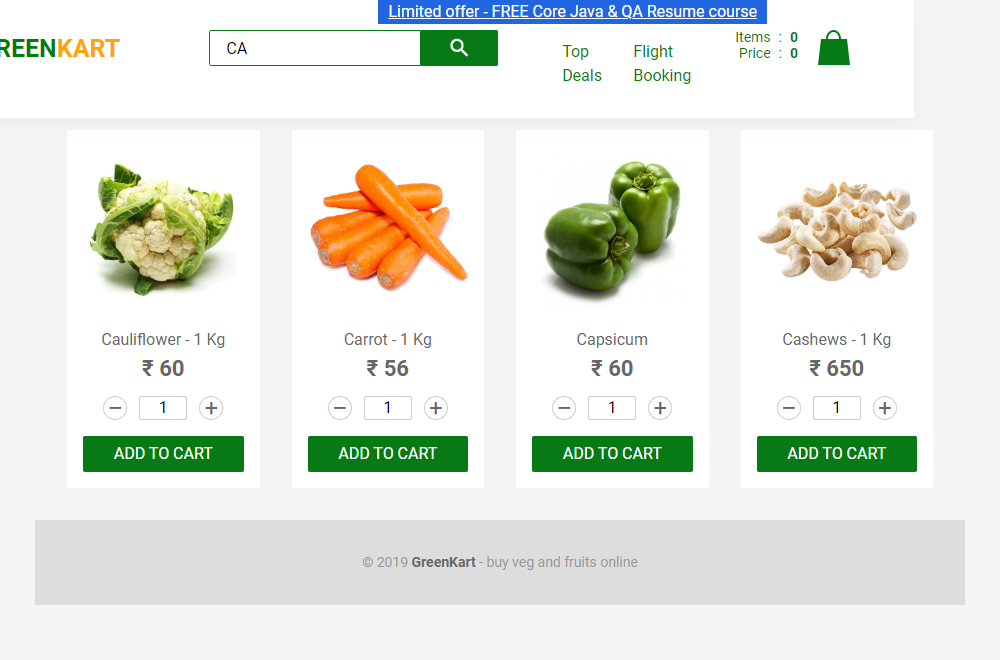 Limited offer - FREE Core Java & QA Resume course
REENKART
CA
Top Deals
Flight Booking
Items : 0
Price : 0
Cauliflower - 1 Kg
₹ 60
– 1 +
ADD TO CART
Carrot - 1 Kg
₹ 56
– 1 +
ADD TO CART
Capsicum
₹ 60
– 1 +
ADD TO CART
Cashews - 1 Kg
₹ 650
– 1 +
ADD TO CART
© 2019 GreenKart - buy veg and fruits online